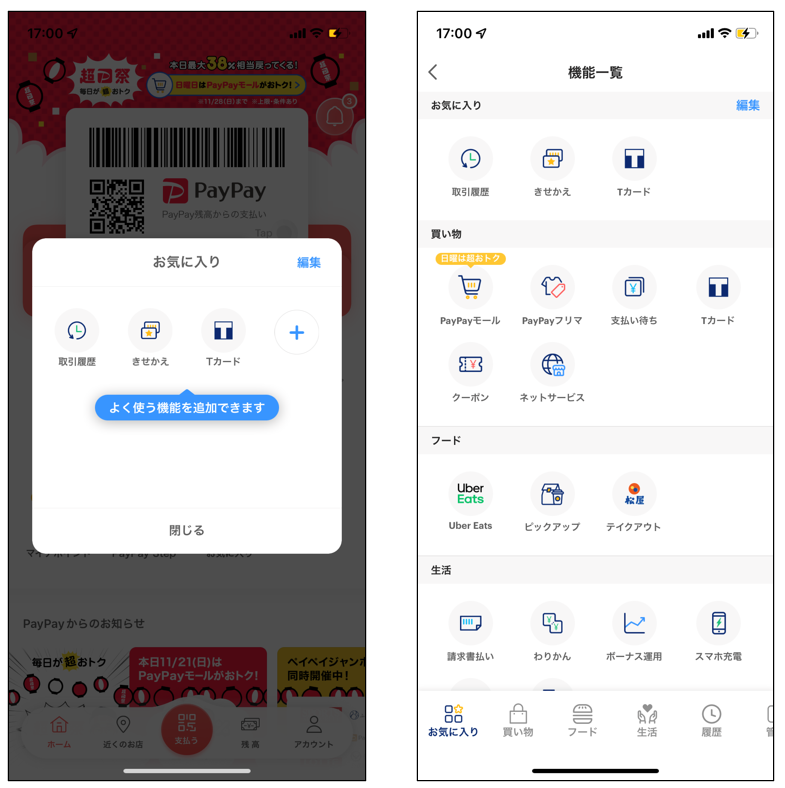 17:00
超祭
毎日が超おトク
本日最大38%相当戻ってくる!
日曜日はPayPayモールがおトク!
※11/28(日)まで ※上限・条件あり
3
PayPay
PayPay残高からの支払い
Tap
お気に入り
編集
取引履歴
きせかえ
Tカード
よく使う機能を追加できます
閉じる
マイナポイント
PayPay Step
お気に入り
PayPayからのお知らせ
毎日が超おトク
本日11/21(日)は
PayPayモールがおトク!
ペイペイジャンボ
同時開催中!
ホーム
近くのお店
支払う
残高
アカウント
17:00
機能一覧
お気に入り
編集
取引履歴
きせかえ
Tカード
買い物
日曜は超おトク
PayPayモール
PayPayフリマ
支払い待ち
Tカード
クーポン
ネットサービス
フード
Uber
Eats
松屋
Uber Eats
ピックアップ
テイクアウト
生活
請求書払い
わりかん
ボーナス運用
スマホ充電
お気に入り
買い物
フード
生活
履歴